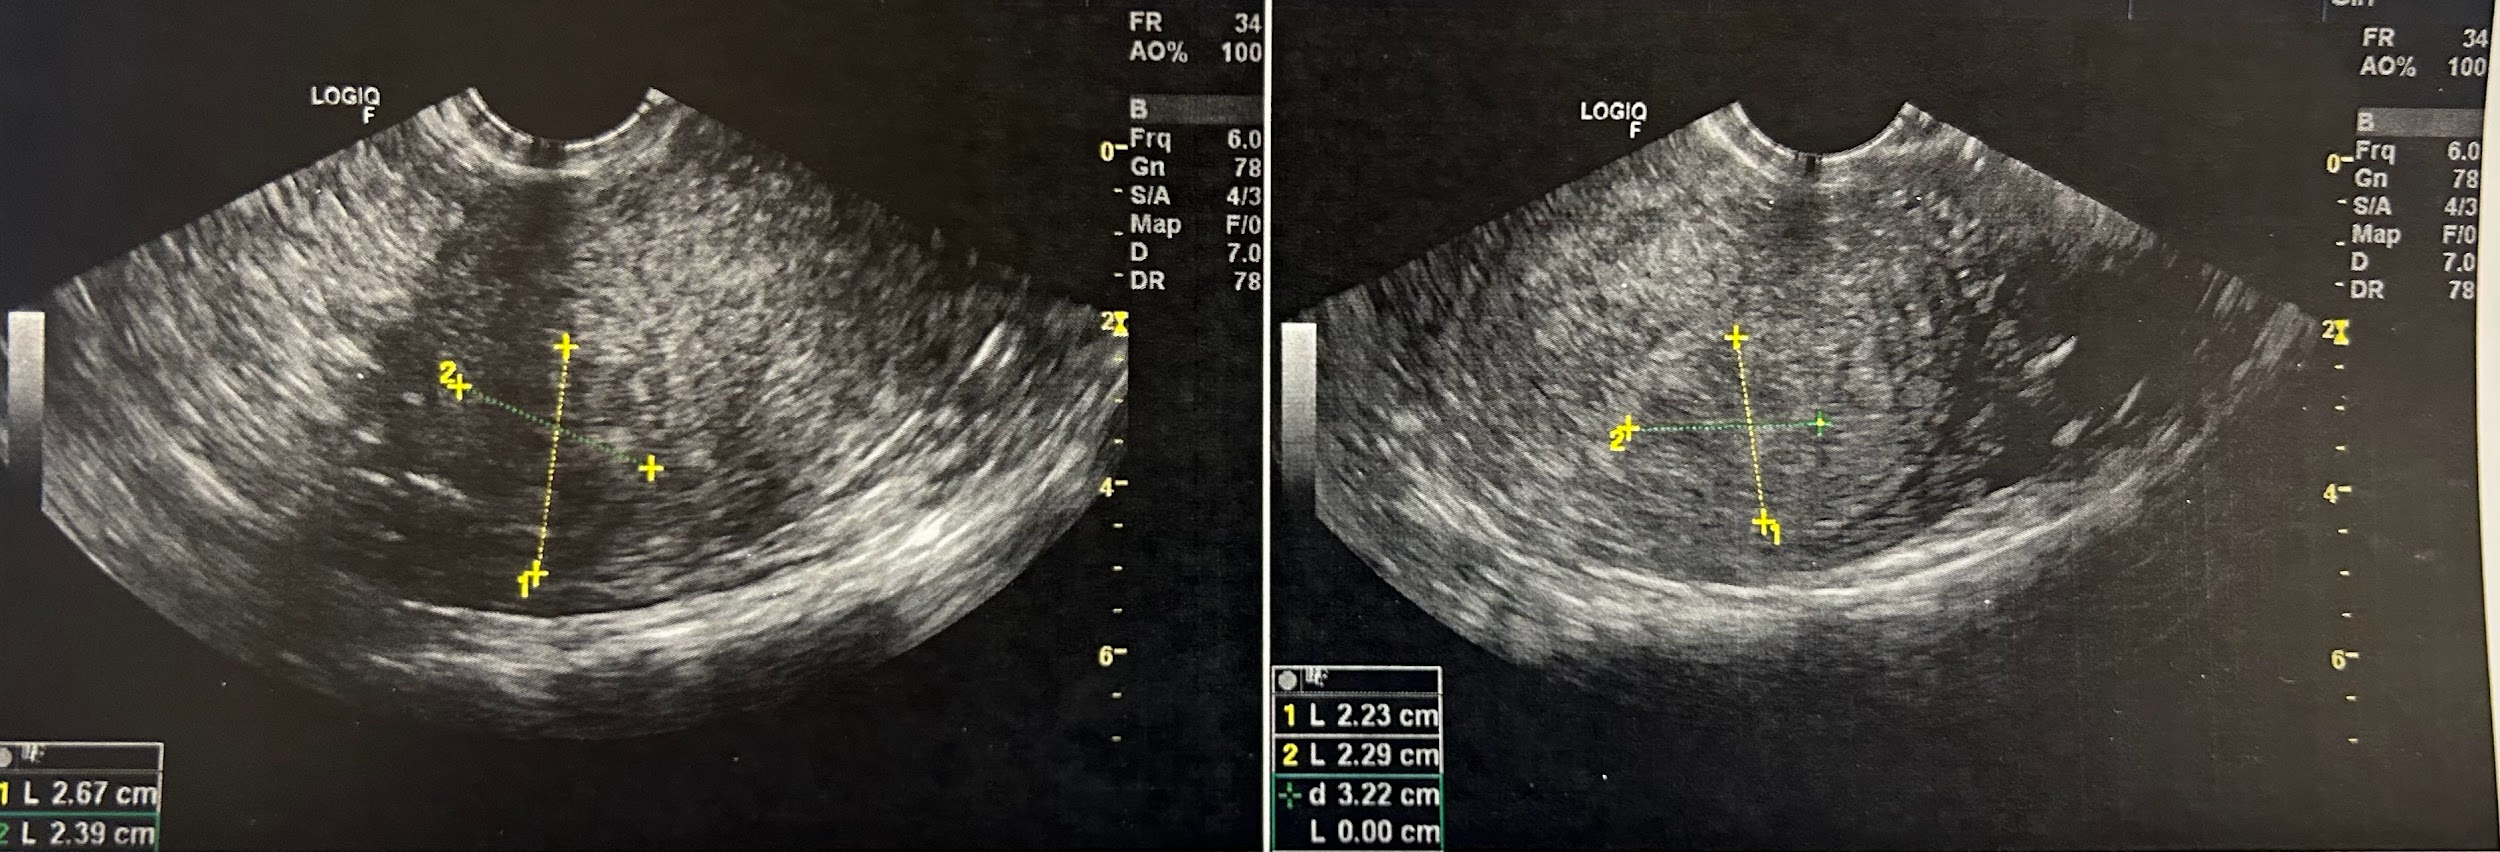 FR 34
AO% 100
LOGIQ
F
B
Frq 6.0
Gn 78
S/A 4/3
Map F/0
D 7.0
DR 78
0
2
4
6
2
1
1 L 2.67 cm
2 L 2.39 cm
FR 34
AO% 100
LOGIQ
F
B
Frq 6.0
Gn 78
S/A 4/3
Map F/0
D 7.0
DR 78
0
2
4
6
2
1
1 L 2.23 cm
2 L 2.29 cm
d 3.22 cm
L 0.00 cm